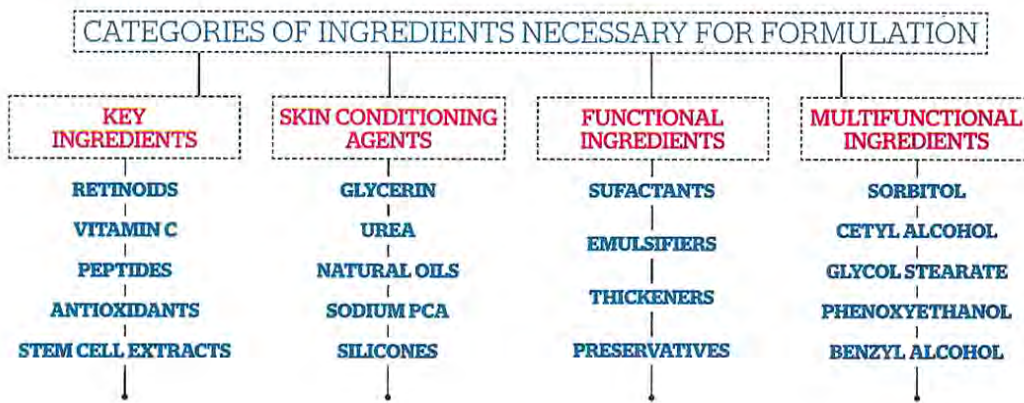 CATEGORIES OF INGREDIENTS NECESSARY FOR FORMULATION
KEY
INGREDIENTS
RETINOIDS
VITAMIN C
PEPTIDES
ANTIOXIDANTS
STEM CELL EXTRACTS
SKIN CONDITIONING
AGENTS
GLYCERIN
UREA
NATURAL OILS
SODIUM PCA
SILICONES
FUNCTIONAL
INGREDIENTS
SUFACTANTS
EMULSIFIERS
THICKENERS
PRESERVATIVES
MULTIFUNCTIONAL
INGREDIENTS
SORBITOL
CETYL ALCOHOL
GLYCOL STEARATE
PHENOXYETHANOL
BENZYL ALCOHOL